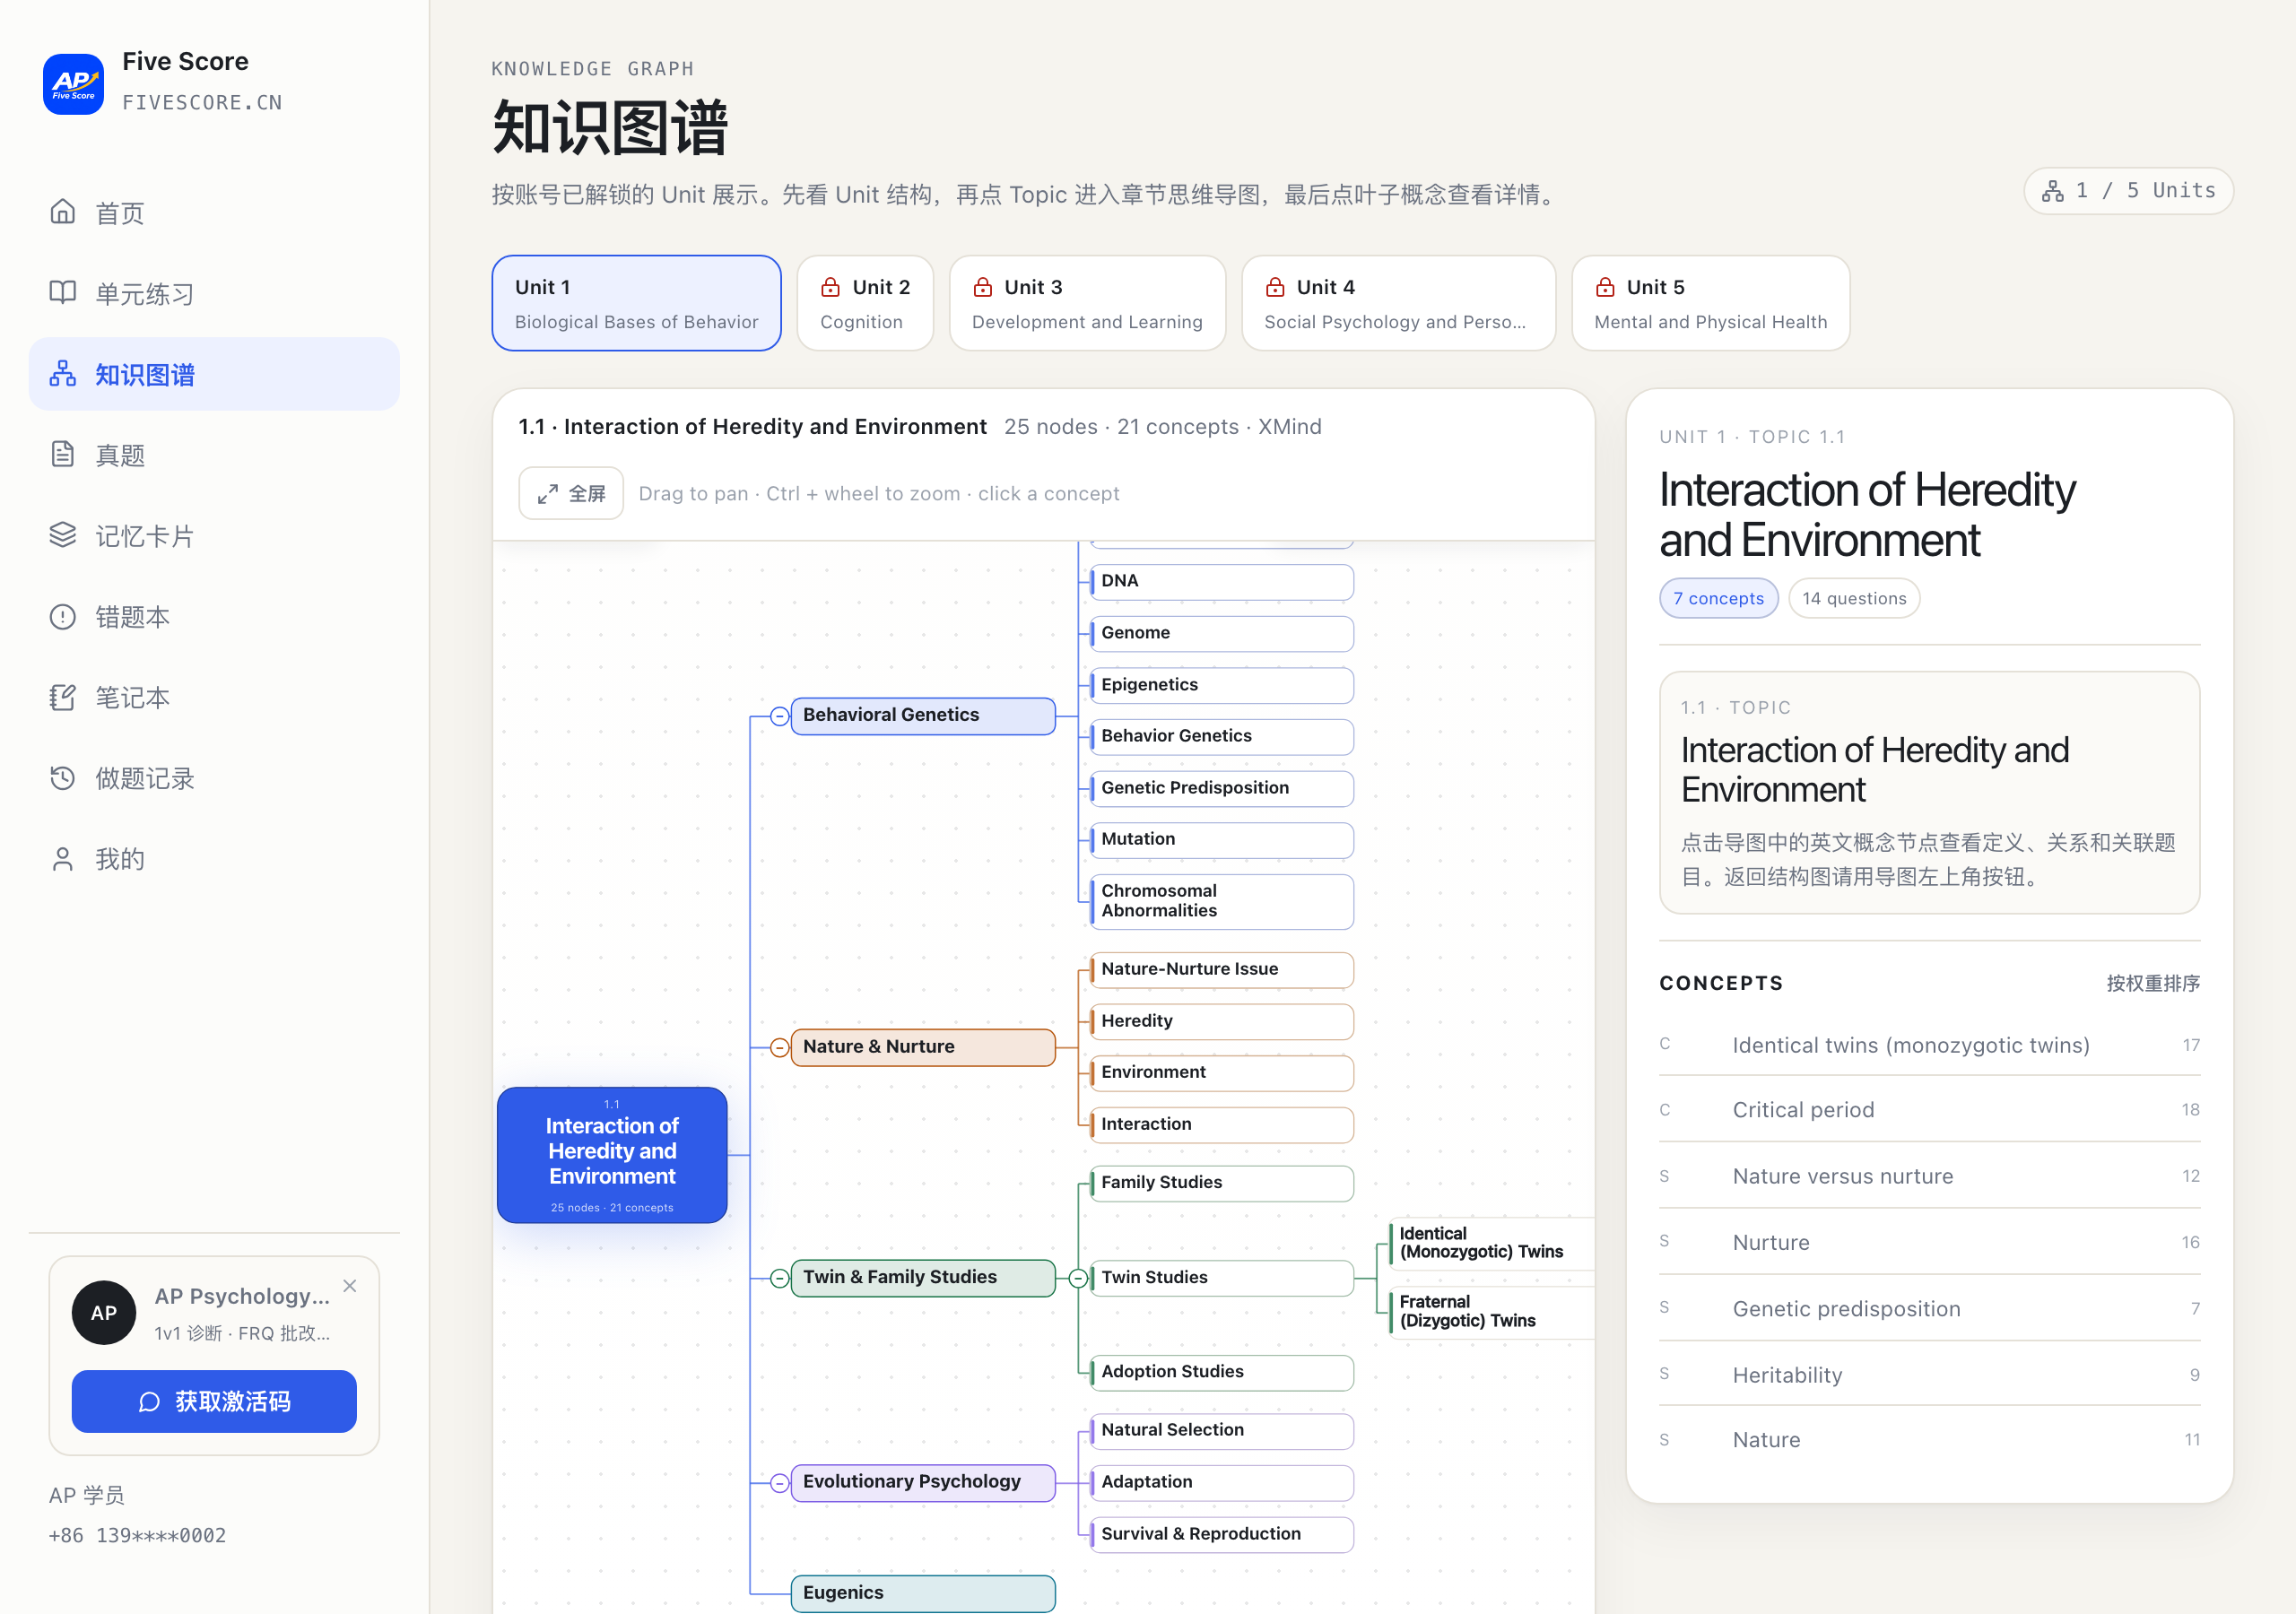 AP
Five Score
Five Score
FIVESCORE.CN
首页
单元练习
知识图谱
真题
记忆卡片
错题本
笔记本
做题记录
我的
AP
AP Psychology...
1v1 诊断 · FRQ 批改...
获取激活码
AP 学员
+86 139****0002
KNOWLEDGE GRAPH
知识图谱
按账号已解锁的 Unit 展示。先看 Unit 结构，再点 Topic 进入章节思维导图，最后点叶子概念查看详情。
1 / 5 Units
Unit 1
Biological Bases of Behavior
Unit 2
Cognition
Unit 3
Development and Learning
Unit 4
Social Psychology and Perso...
Unit 5
Mental and Physical Health
1.1 · Interaction of Heredity and Environment 25 nodes · 21 concepts · XMind
全屏 Drag to pan · Ctrl + wheel to zoom · click a concept
DNA
Genome
Epigenetics
Behavioral Genetics
Behavior Genetics
Genetic Predisposition
Mutation
Chromosomal
Abnormalities
Nature-Nurture Issue
Heredity
Nature & Nurture
Environment
Interaction
1.1
Interaction of
Heredity and
Environment
25 nodes · 21 concepts
Family Studies
Twin & Family Studies
Twin Studies
Identical
(Monozygotic) Twins
Fraternal
(Dizygotic) Twins
Adoption Studies
Natural Selection
Evolutionary Psychology
Adaptation
Survival & Reproduction
Eugenics
UNIT 1 · TOPIC 1.1
Interaction of Heredity
and Environment
7 concepts
14 questions
1.1 · TOPIC
Interaction of Heredity and
Environment
点击导图中的英文概念节点查看定义、关系和关联题
目。返回结构图请用导图左上角按钮。
CONCEPTS 按权重排序
C Identical twins (monozygotic twins) 17
C Critical period 18
S Nature versus nurture 12
S Nurture 16
S Genetic predisposition 7
S Heritability 9
S Nature 11